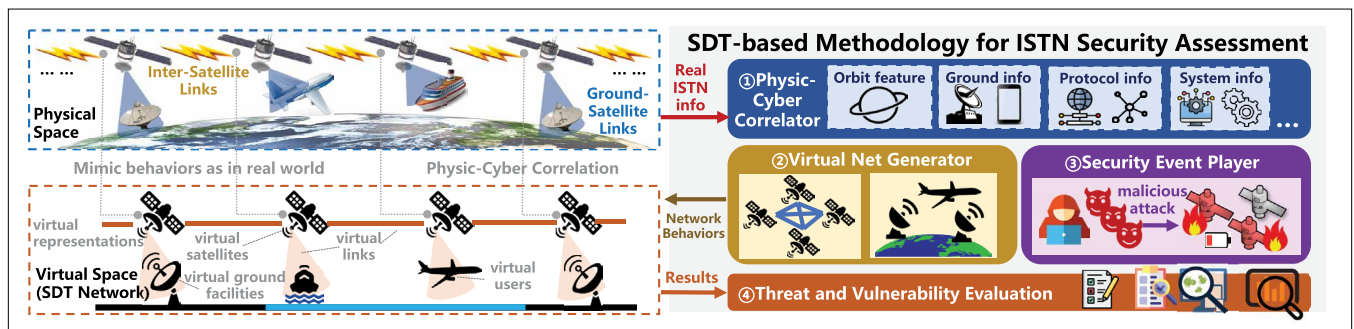 ... ...
Inter-Satellite
Links
Physical
Space
Ground-
Satellite
Links
... ...
Mimic behaviors as in real world
Physic-Cyber Correlation
virtual
representations
virtual
satellites
virtual
links
virtual ground
facilities
virtual
users
Virtual Space
(SDT Network)
Real
ISTN
info
Network
Behaviors
Results
SDT-based Methodology for ISTN Security Assessment
①Physic-
Cyber
Correlator
Orbit feature
Ground info
Protocol info
System info
...
②Virtual Net Generator
③Security Event Player
malicious
attack
④Threat and Vulnerability Evaluation